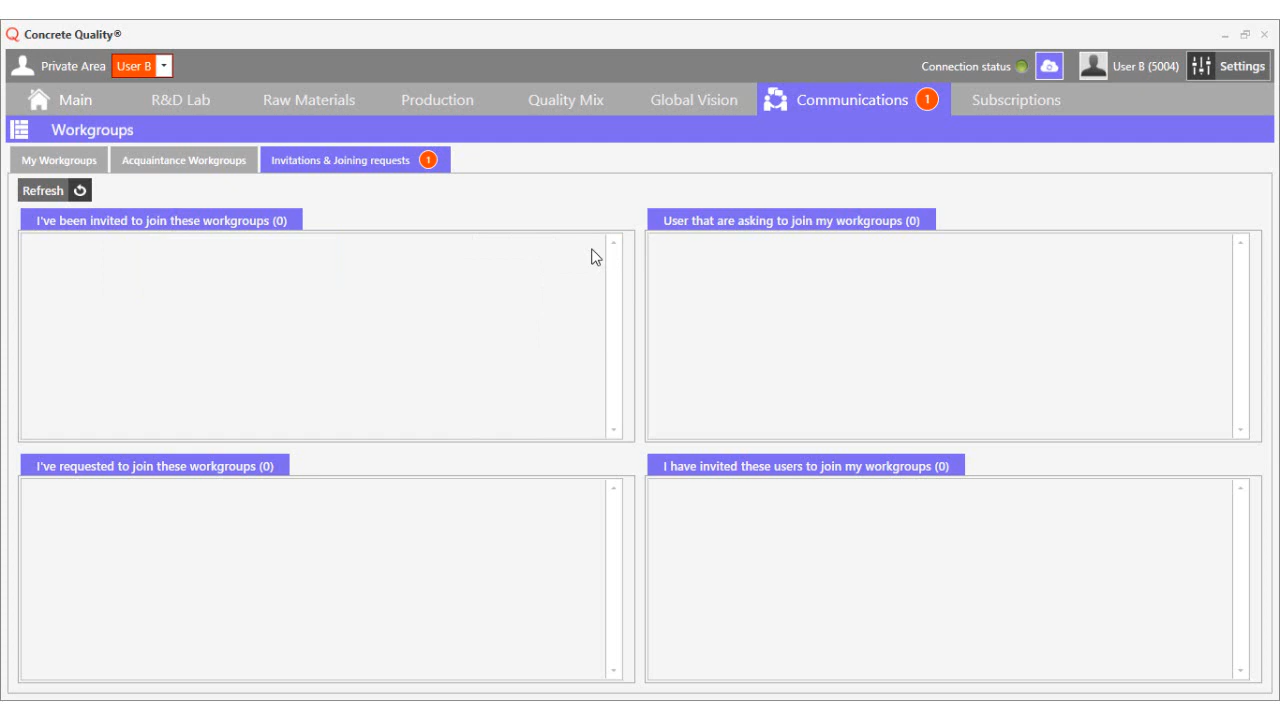 Concrete Quality®
Private Area User B Connection status User B (5004) Settings
Main R&D Lab Raw Materials Production Quality Mix Global Vision Communications 1 Subscriptions
Workgroups
My Workgroups Acquaintance Workgroups Invitations & Joining requests 1
Refresh
I've been invited to join these workgroups (0) User that are asking to join my workgroups (0)
I've requested to join these workgroups (0) I have invited these users to join my workgroups (0)